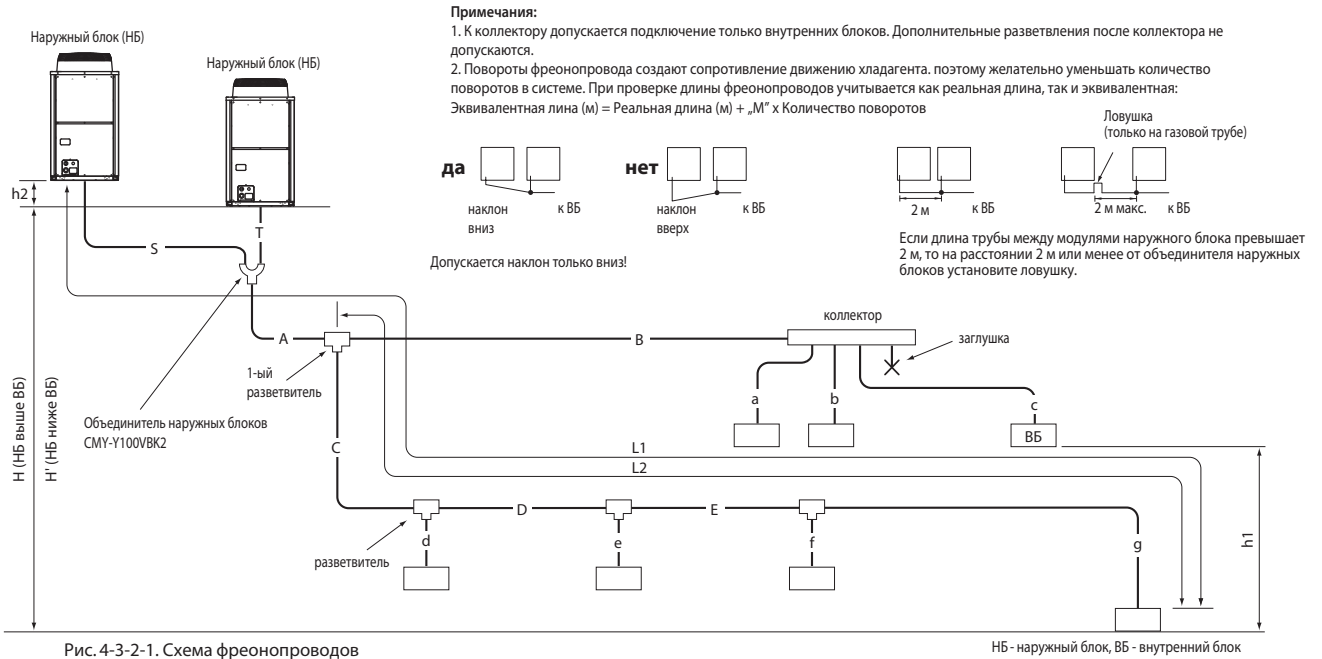 Примечания:
1. К коллектору допускается подключение только внутренних блоков. Дополнительные разветвления после коллектора не
допускаются.
2. Повороты фреонопровода создают сопротивление движению хладагента. поэтому желательно уменьшать количество
поворотов в системе. При проверке длины фреонопроводов учитывается как реальная длина, так и эквивалентная:
Эквивалентная лина (м) = Реальная длина (м) + „М" х Количество поворотов
Наружный блок (НБ)
Наружный блок (НБ)
Ловушка
(только на газовой трубе)
да
наклон
вниз
к ВБ
нет
наклон
вверх
к ВБ
2 м
к ВБ
2 м макс.
к ВБ
Допускается наклон только вниз!
Если длина трубы между модулями наружного блока превышает
2 м, то на расстоянии 2 м или менее от объединителя наружных
блоков установите ловушку.
h2
S
T
A
B
коллектор
заглушка
1-ый
разветвитель
Объединитель наружных блоков
CMY-Y100VBK2
H (НБ выше ВБ)
H' (НБ ниже ВБ)
a
b
c
ВБ
C
L1
L2
D
E
d
e
f
g
h1
разветвитель
Рис. 4-3-2-1. Схема фреонопроводов
НБ - наружный блок, ВБ - внутренний блок